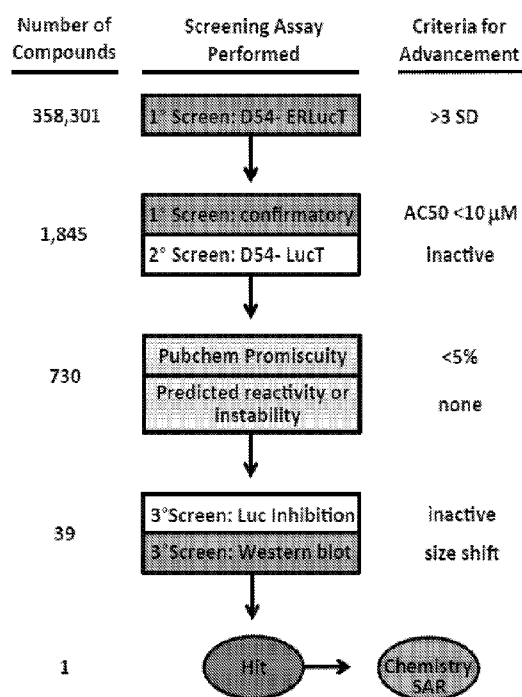 Number of Compounds
Screening Assay Performed
Criteria for Advancement
358,301
1° Screen: D54- ERLucT
>3 SD
1,845
1° Screen: confirmatory
AC50 <10 µM
2° Screen: D54- LucT
inactive
730
Pubchem Promiscuity
<5%
Predicted reactivity or
instability
none
39
3°Screen: Luc Inhibition
inactive
3°Screen: Western blot
size shift
1
Hit
Chemistry
SAR